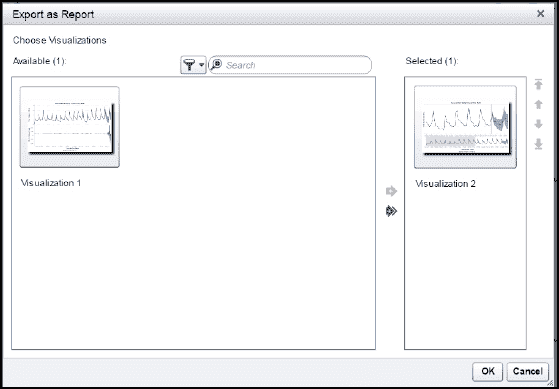 Export as Report
Choose Visualizations
Available (1):
Search
Selected (1):
Visualization 1
Visualization 2
OK
Cancel